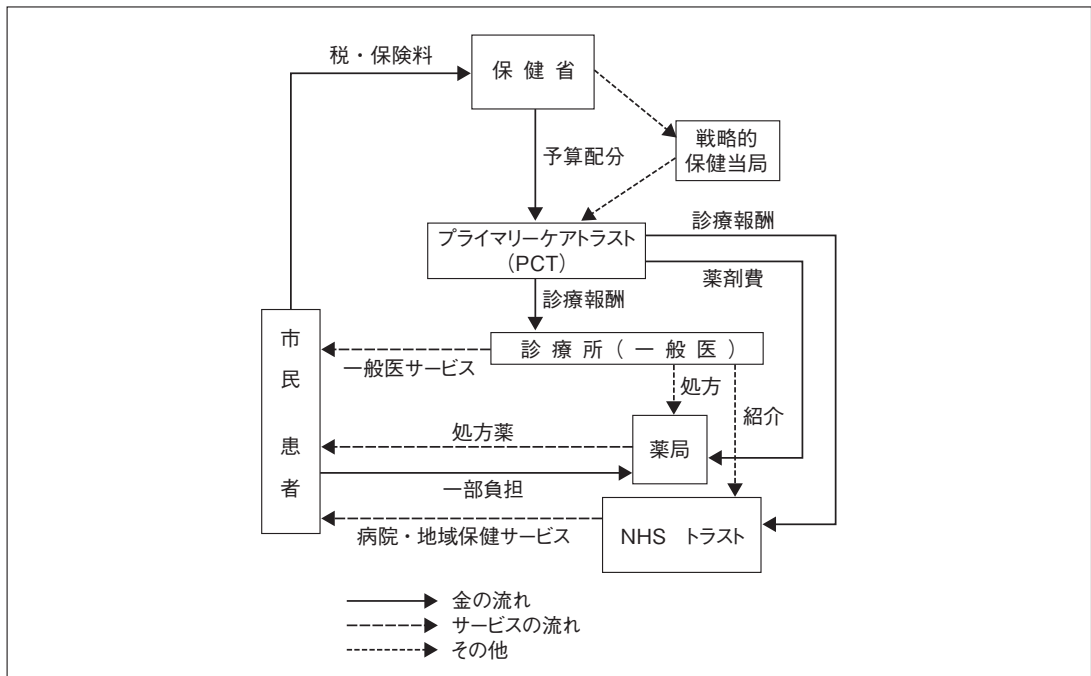 税・保険料
保健省
戦略的
保健当局
予算配分
診療報酬
プライマリーケアトラスト
(PCT)
薬剤費
診療報酬
市民 患者
診療所（一般医）
一般医サービス
処方
紹介
処方薬
薬局
一部負担
NHS トラスト
病院・地域保健サービス
金の流れ
サービスの流れ
その他